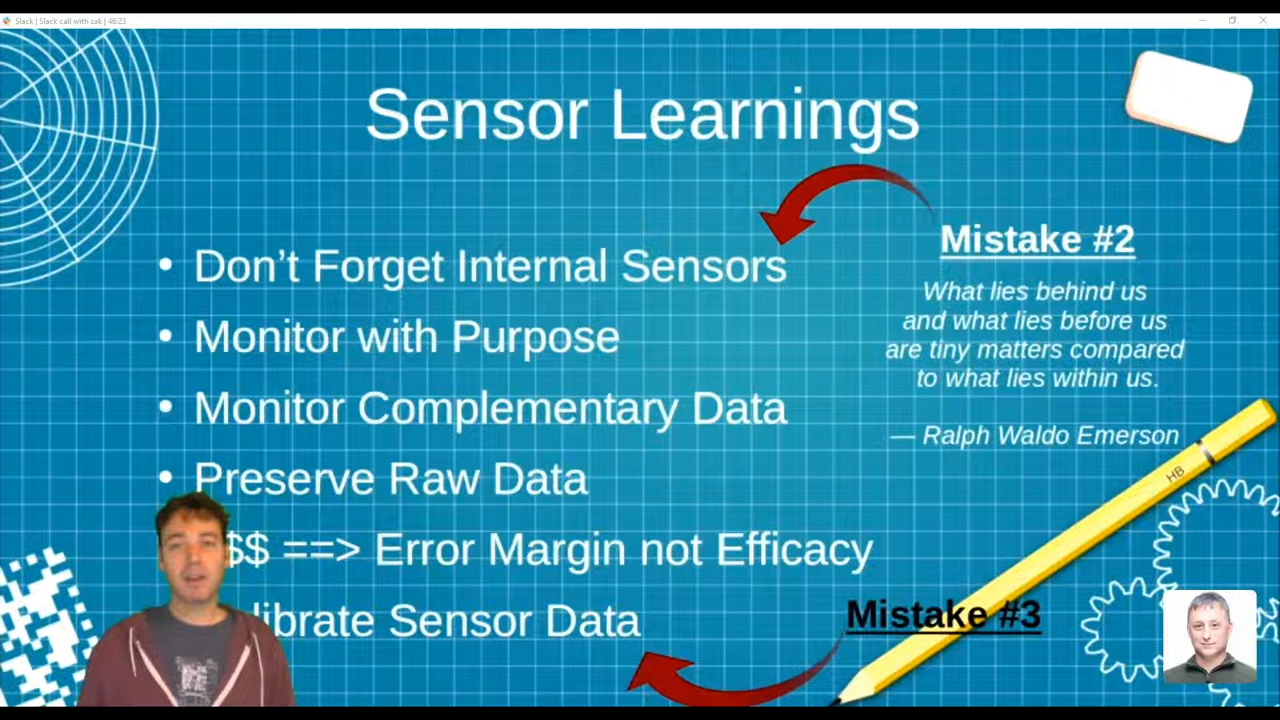 Slack | Slack call with zak | 46:23
Sensor Learnings
Mistake #2
• Don't Forget Internal Sensors
What lies behind us
and what lies before us
are tiny matters compared
to what lies within us.
— Ralph Waldo Emerson
• Monitor with Purpose
• Monitor Complementary Data
• Preserve Raw Data
$$ ==> Error Margin not Efficacy
librate Sensor Data
Mistake #3
HB